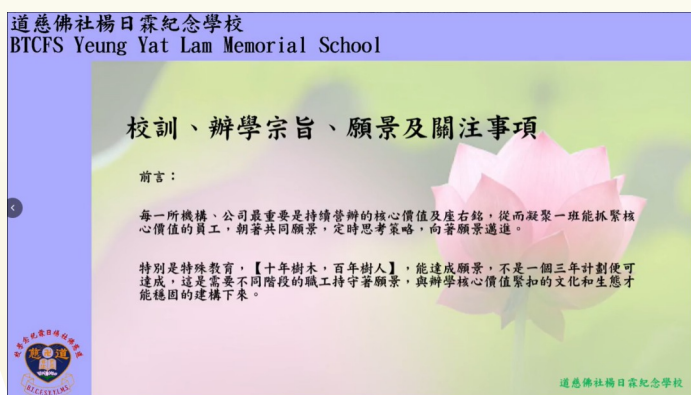 道慈佛社楊日霖紀念學校
BTCFS Yeung Yat Lam Memorial School
校訓、辦學宗旨、願景及關注事項
前言：
每一所機構、公司最重要是持續營辦的核心價值及座右銘，從而凝聚一班能抓緊核
心價值的員工，朝著共同願景，定時思考策略，向著願景邁進。
特別是特殊教育，【十年樹木，百年樹人】，能達成願景，不是一個三年計劃便可
達成，這是需要不同階段的職工持守著願景，與辦學核心價值緊扣的文化和生態才
能穩固的建構下來。
慈 道
道慈佛社楊日霖紀念學校